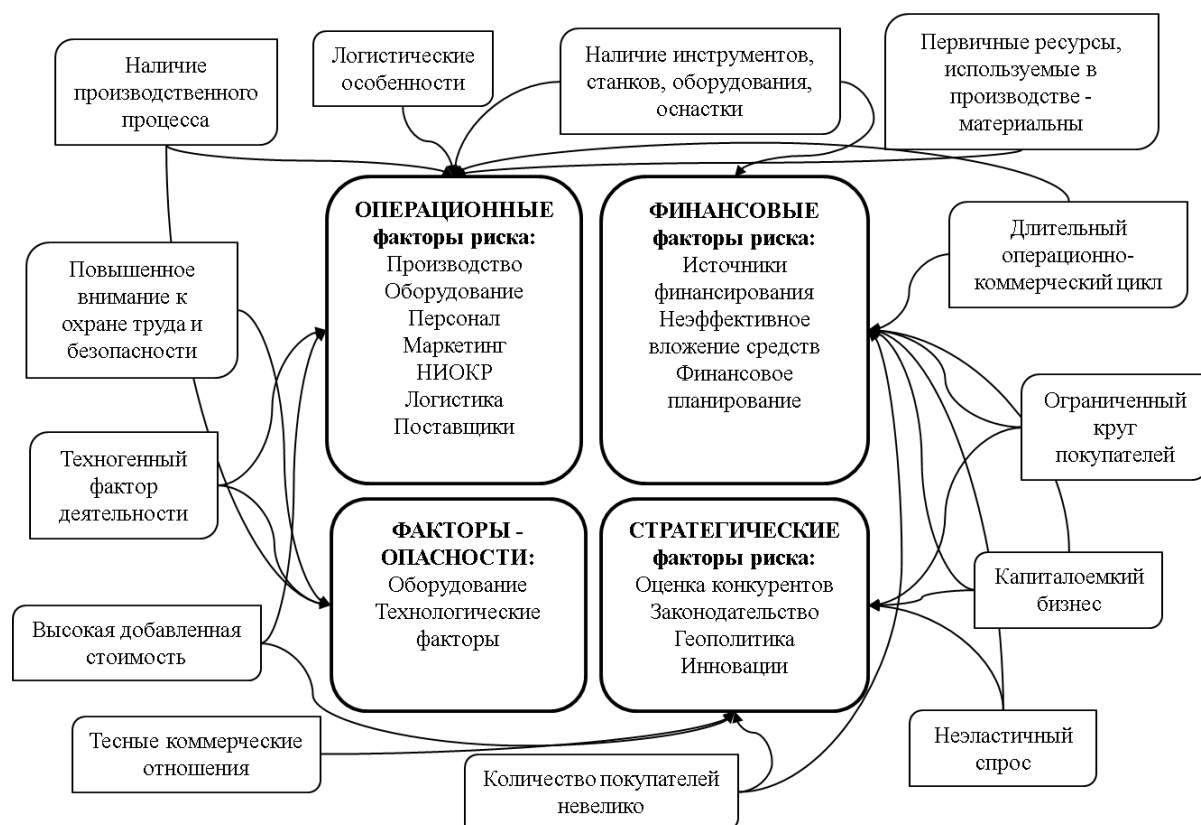 Наличие
производственного
процесса
Логистические
особенности
Наличие инструментов,
станков, оборудования,
оснастки
Первичные ресурсы,
используемые в
производстве -
материальны
ОПЕРАЦИОННЫЕ
факторы риска:
Производство
Оборудование
Персонал
Маркетинг
НИОКР
Логистика
Поставщики
ФИНАНСОВЫЕ
факторы риска:
Источники
финансирования
Неэффективное
вложение средств
Финансовое
планирование
Длительный
операционно-
коммерческий цикл
Повышенное
внимание к
охране труда и
безопасности
Ограниченный
круг
покупателей
Техногенный
фактор
деятельности
ФАКТОРЫ -
ОПАСНОСТИ:
Оборудование
Технологические
факторы
СТРАТЕГИЧЕСКИЕ
факторы риска:
Оценка конкурентов
Законодательство
Геополитика
Инновации
Капиталоемкий
бизнес
Высокая добавленная
стоимость
Тесные коммерческие
отношения
Количество покупателей
невелико
Неэластичный
спрос